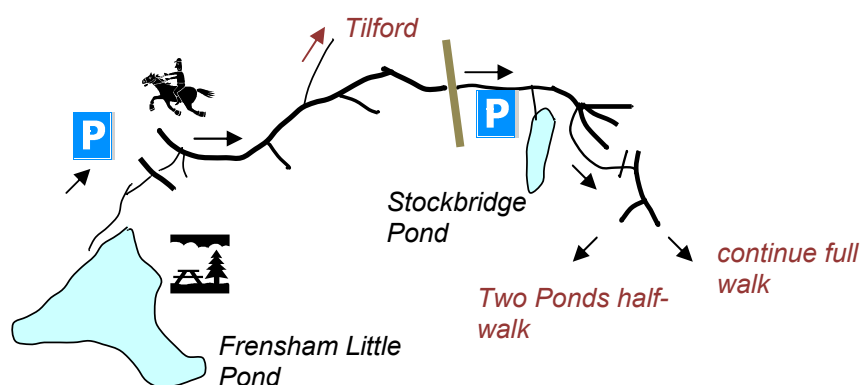 Tilford
P
P
Stockbridge
Pond
continue full
walk
Two Ponds half-
walk
Frensham Little
Pond